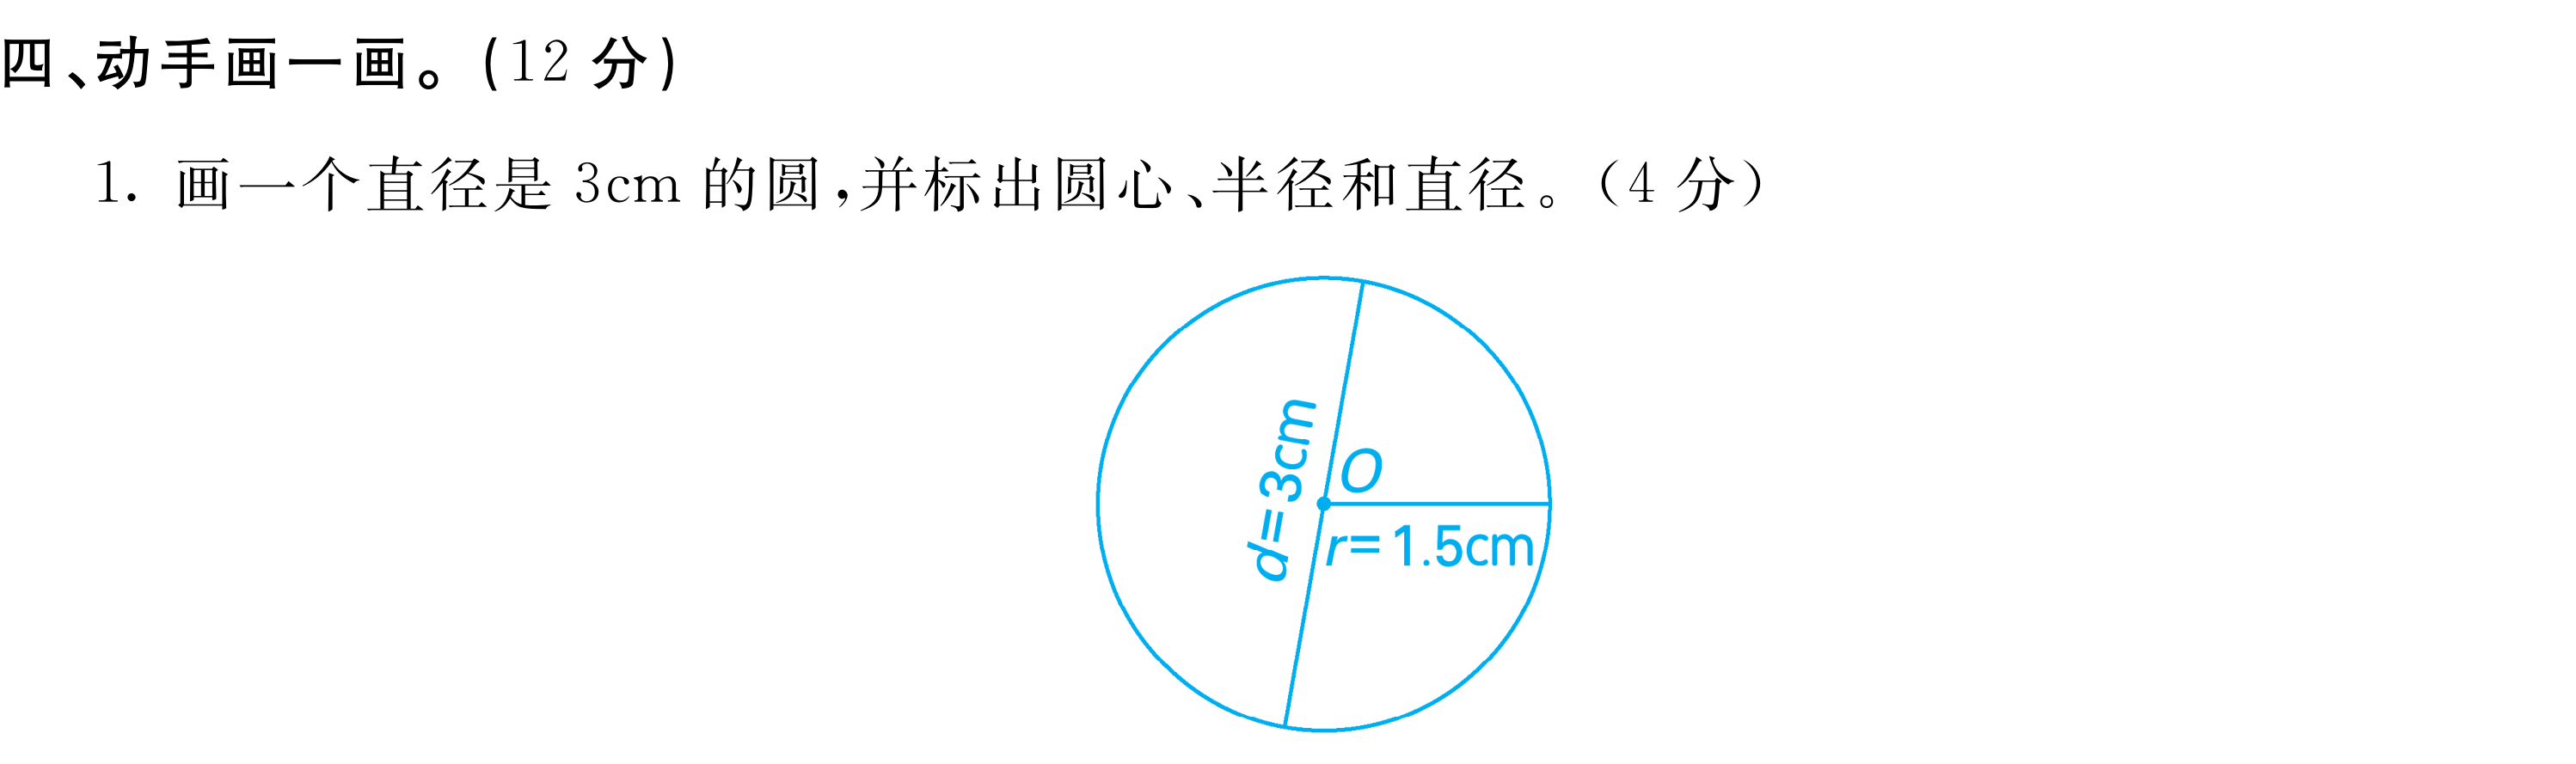 四、动手画一画。(12 分)
1. 画一个直径是 3cm 的圆,并标出圆心、半径和直径。(4 分)
d=3cm
O
r=1.5cm